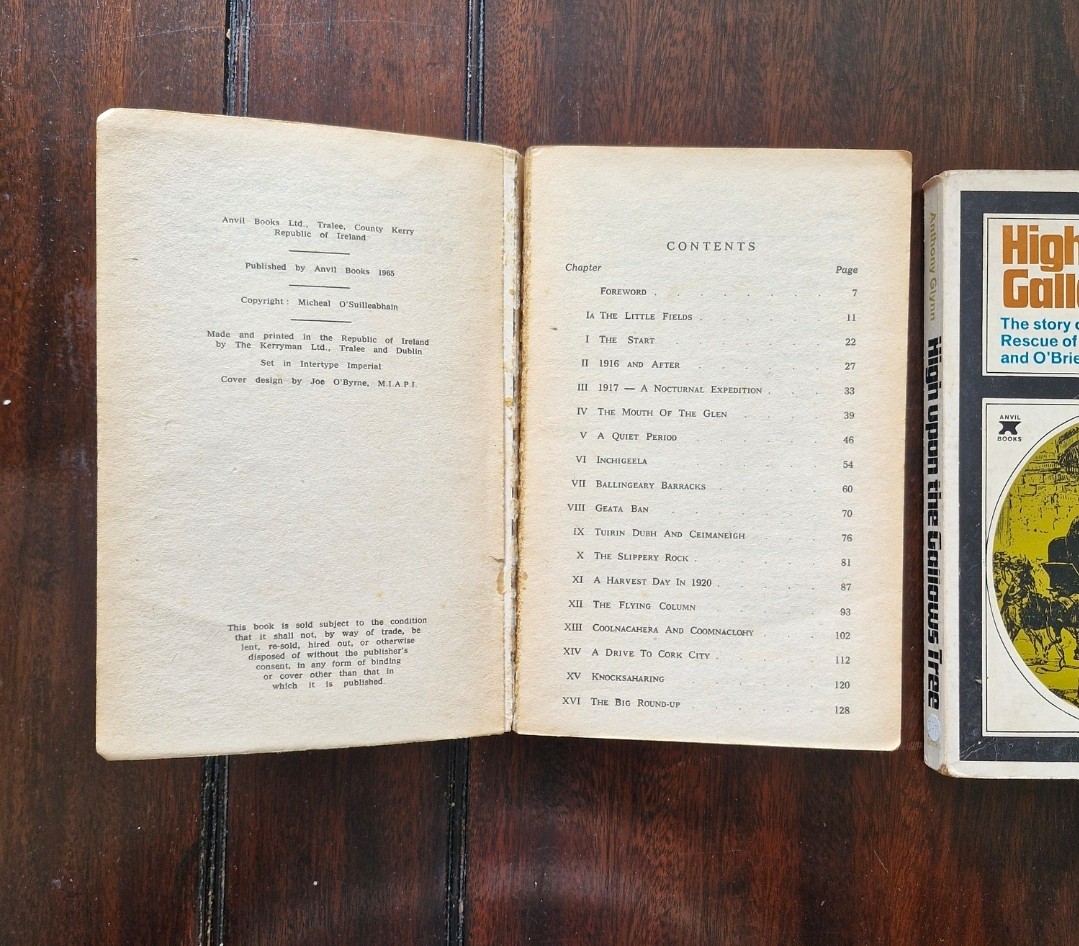 Anvil Books Ltd., Tralee, County Kerry
Republic of Ireland
Published by Anvil Books 1965
Copyright: Micheal O'Suilleabhain
Made and printed in the Republic of Ireland
by The Kerryman Ltd., Tralee and Dublin
Set in Intertype Imperial
Cover design by Joe O'Byrne, M.I.A.P.I.
This book is sold subject to the condition
that it shall not, by way of trade, be
lent, re-sold, hired out, or otherwise
disposed of without the publisher's
consent, in any form of binding
or cover other than that in
which it is published.
CONTENTS
Chapter Page
FOREWORD . . . . . . 7
IA THE LITTLE FIELDS . . . . . 11
I THE START . . . . . 22
II 1916 AND AFTER . . . . . 27
III 1917 — A NOCTURNAL EXPEDITION . . . 33
IV THE MOUTH OF THE GLEN . . . . 39
V A QUIET PERIOD . . . . . 46
VI INCHIGEELA . . . . . 54
VII BALLINGEARY BARRACKS . . . . . 60
VIII GEATA BAN . . . . . 70
IX TUIRIN DUBH AND CEIMANEIGH . . . . 76
X THE SLIPPERY ROCK . . . . . 81
XI A HARVEST DAY IN 1920 . . . . . 87
XII THE FLYING COLUMN . . . . . 93
XIII COOLNACAHERA AND COOMNACLOHY . . . 102
XIV A DRIVE TO CORK CITY . . . . . 112
XV KNOCKSAHARING . . . . . 120
XVI THE BIG ROUND-UP . . . . . 128
Anthony Glynn
High upon the Gallous Tree
High
Gall
The story o
Rescue of
and O'Brie
ANVIL
BOOKS